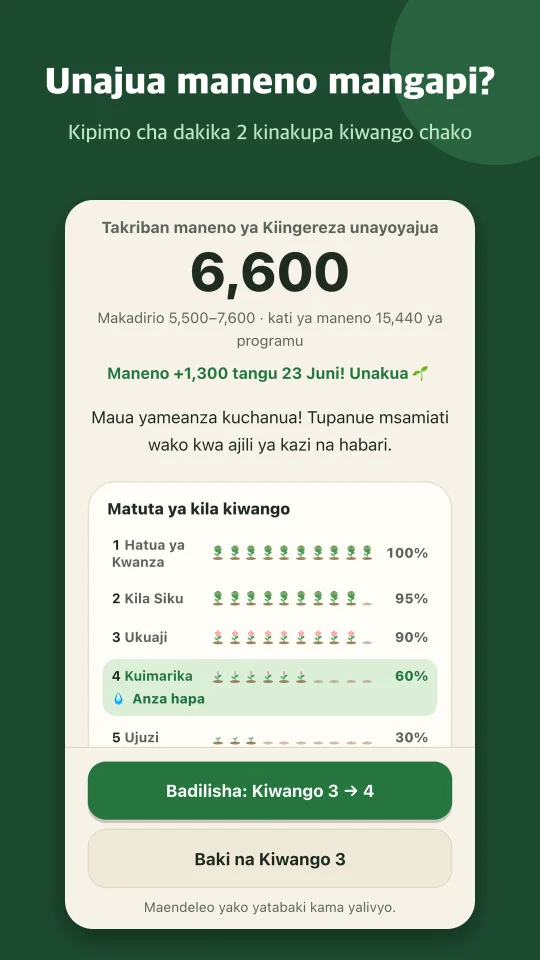 Unajua maneno mangapi?
Kipimo cha dakika 2 kinakupa kiwango chako
Takriban maneno ya Kiingereza unayoyajua
6,600
Makadirio 5,500–7,600 · kati ya maneno 15,440 ya
programu
Maneno +1,300 tangu 23 Juni! Unakua 🌱
Maua yameanza kuchanua! Tupanue msamiati
wako kwa ajili ya kazi na habari.
Matuta ya kila kiwango
1 Hatua ya
Kwanza
100%
2 Kila Siku 95%
3 Ukuaji 90%
4 Kuimarika 60%
💧 Anza hapa
5 Ujuzi 30%
Badilisha: Kiwango 3 → 4
Baki na Kiwango 3
Maendeleo yako yatabaki kama yalivyo.